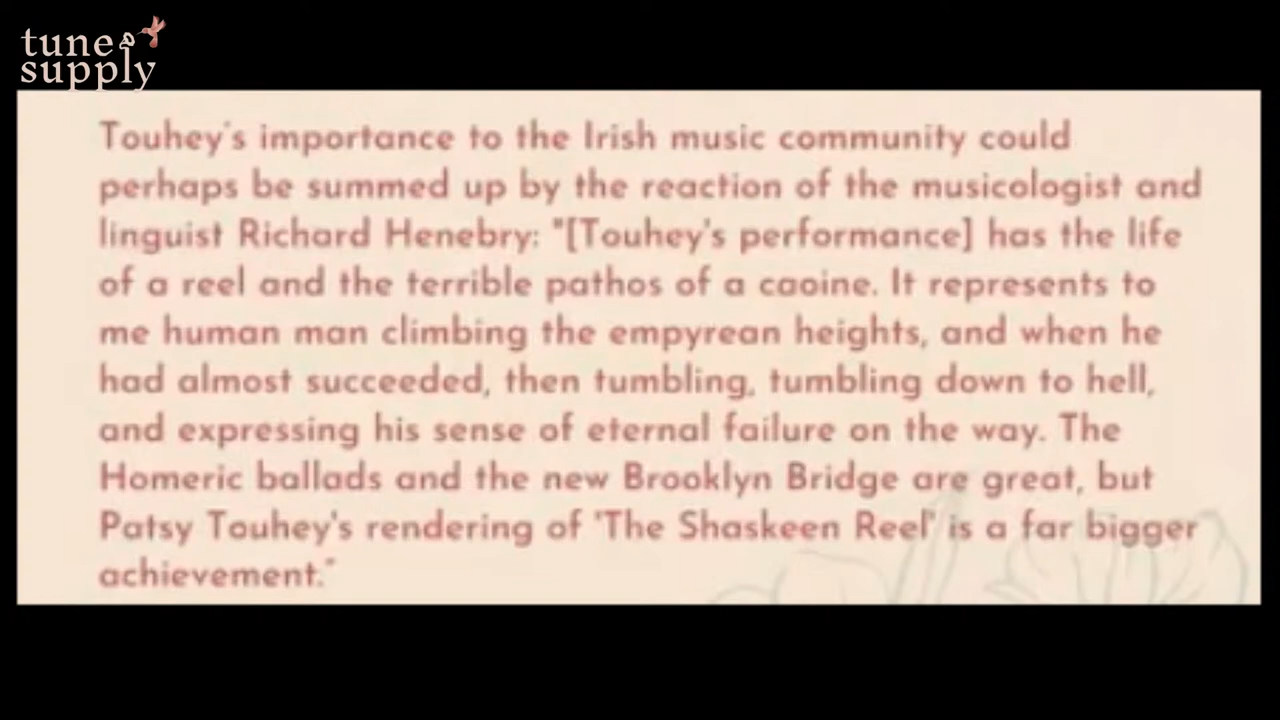 tune
supply
Touhey's importance to the Irish music community could
perhaps be summed up by the reaction of the musicologist and
linguist Richard Henebry: "[Touhey's performance] has the life
of a reel and the terrible pathos of a caoine. It represents to
me human man climbing the empyrean heights, and when he
had almost succeeded, then tumbling, tumbling down to hell,
and expressing his sense of eternal failure on the way. The
Homeric ballads and the new Brooklyn Bridge are great, but
Patsy Touhey's rendering of 'The Shaskeen Reel' is a far bigger
achievement."